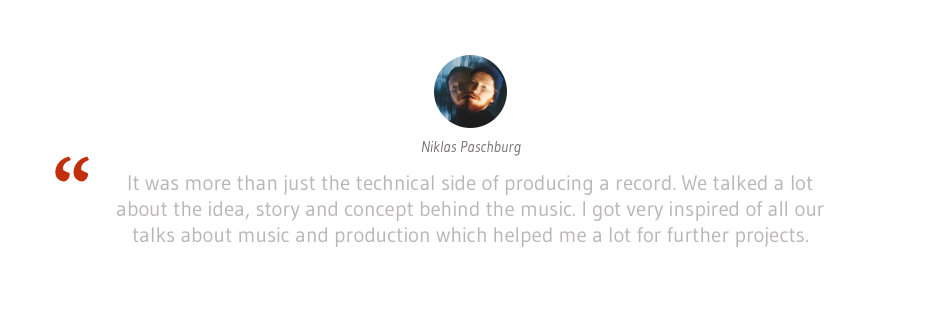 Niklas Paschburg
“
It was more than just the technical side of producing a record. We talked a lot
about the idea, story and concept behind the music. I got very inspired of all our
talks about music and production which helped me a lot for further projects.